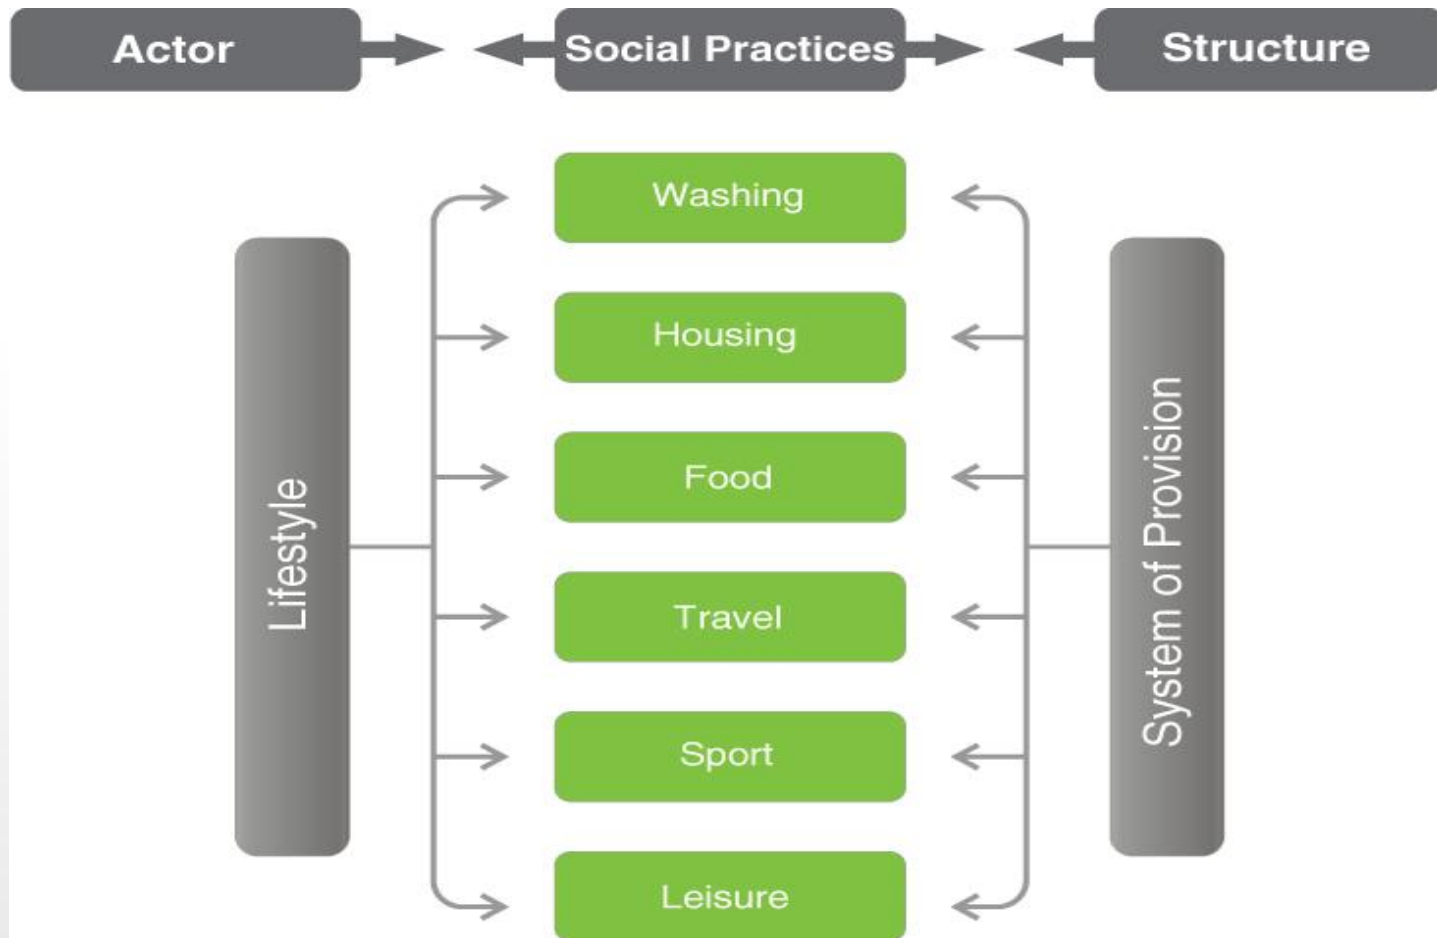 Actor
Social Practices
Structure
Washing
Housing
Food
Travel
Sport
Leisure
Lifestyle
System of Provision